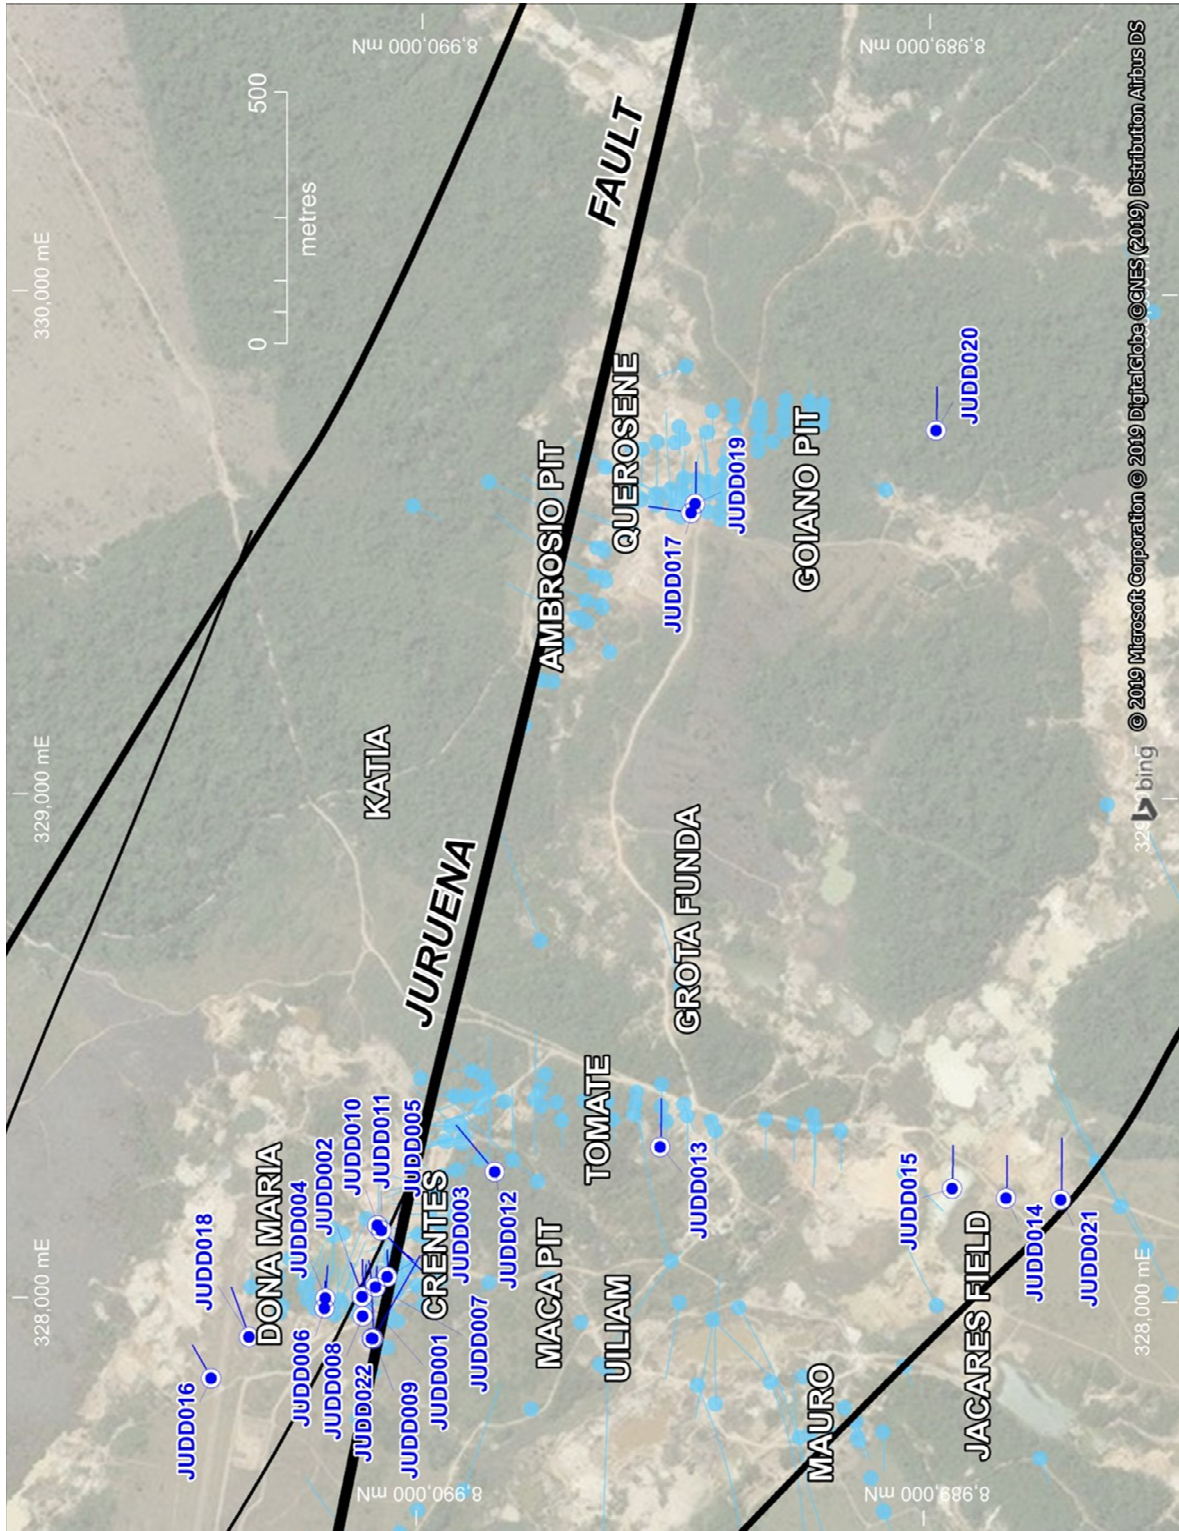 8,990,000 mN
8,989,000 mN
500
0
metres
330,000 mE
FAULT
QUEROSENE
AMBROSIO PIT
GOIANO PIT
JUDD020
JUDD019
JUDD017
329,000 mE
KATIA
JURUENA
GROTA FUNDA
TOMATE
DONA MARIA
JUDD018
JUDD016
JUDD004
JUDD002
JUDD010
JUDD011
JUDD005
CRENTES
JUDD003
JUDD012
JUDD013
JUDD006
JUDD008
JUDD022
JUDD009
JUDD001
JUDD007
MACA PIT
UILIAM
MAURO
JUDD015
JUDD014
JUDD021
JACARES FIELD
328,000 mE
328,000 mE
8,990,000 mN
8,989,000 mN
bing
© 2019 Microsoft Corporation © 2019 DigitalGlobe ©CNES (2019) Distribution Airbus DS